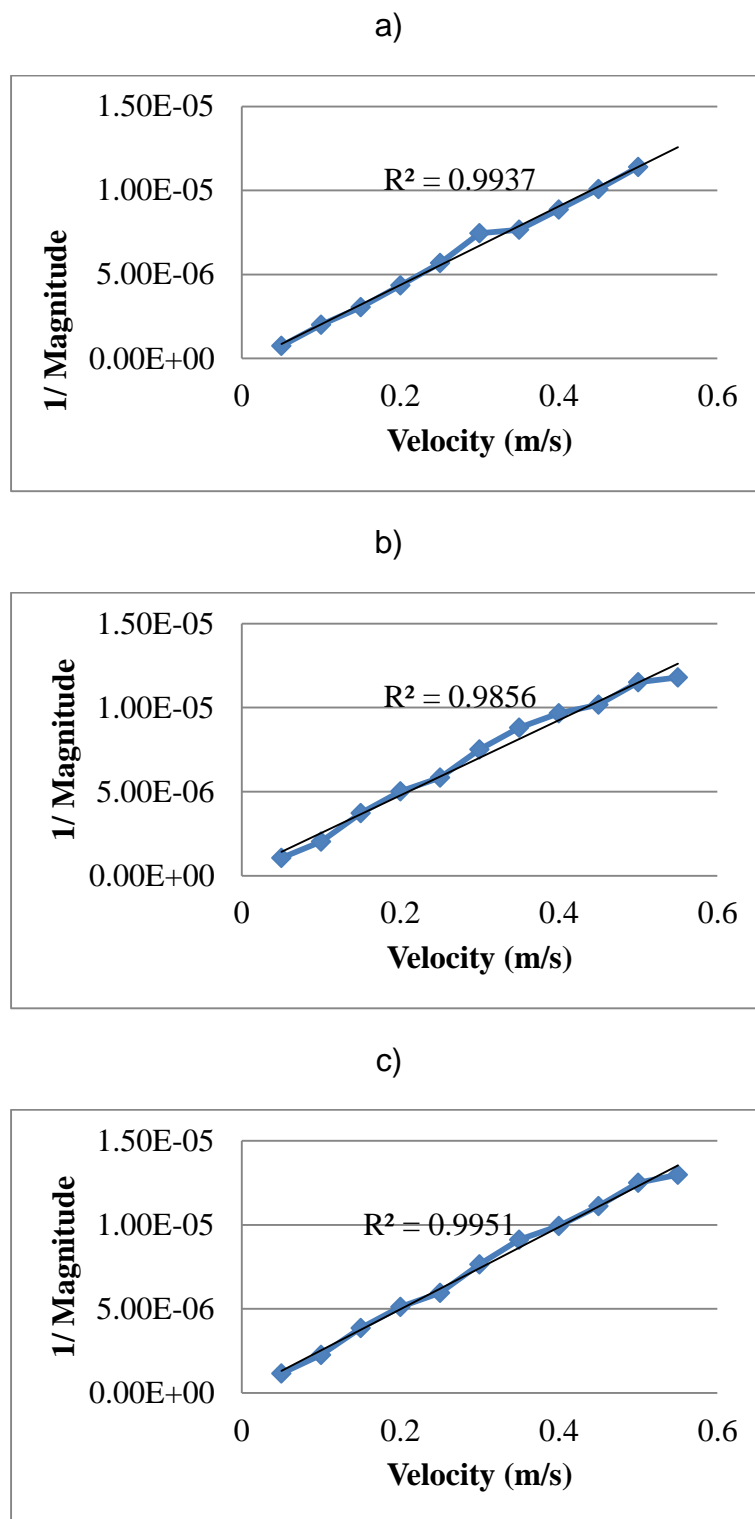 a)
1.50E-05
R² = 0.9937
1.00E-05
5.00E-06
0.00E+00
1/ Magnitude
0 0.2 0.4 0.6
Velocity (m/s)
b)
1.50E-05
R² = 0.9856
1.00E-05
5.00E-06
0.00E+00
1/ Magnitude
0 0.2 0.4 0.6
Velocity (m/s)
c)
1.50E-05
R² = 0.9951
1.00E-05
5.00E-06
0.00E+00
1/ Magnitude
0 0.2 0.4 0.6
Velocity (m/s)